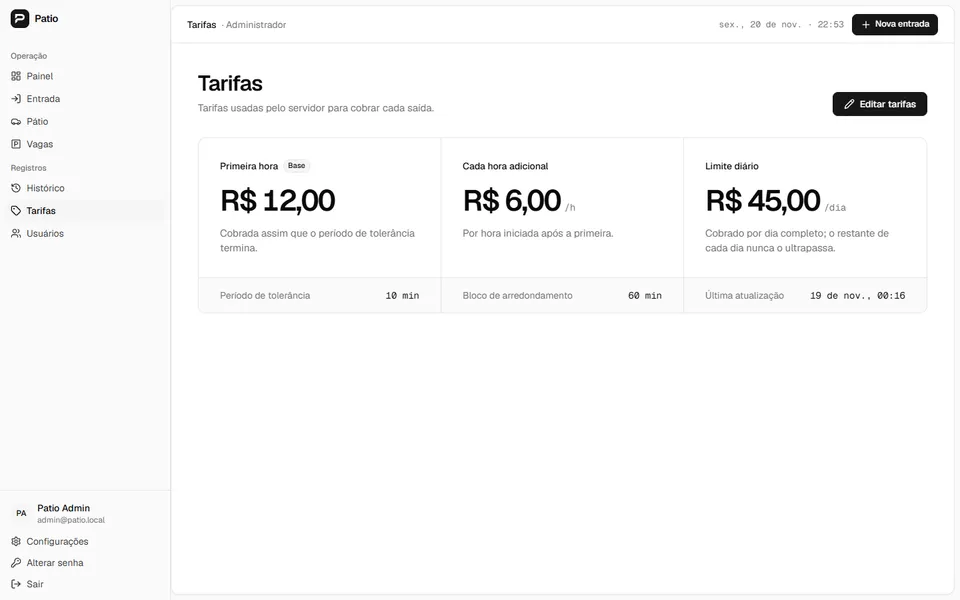 Patio
Operação
Painel
Entrada
Pátio
Vagas
Registros
Histórico
Tarifas
Usuários
PA
Patio Admin
admin@patio.local
Configurações
Alterar senha
Sair
Tarifas · Administrador
sex., 20 de nov. · 22:53
Nova entrada
Tarifas
Tarifas usadas pelo servidor para cobrar cada saída.
Editar tarifas
Primeira hora Base
R$ 12,00
Cobrada assim que o período de tolerância
termina.
Período de tolerância 10 min
Cada hora adicional
R$ 6,00 /h
Por hora iniciada após a primeira.
Bloco de arredondamento 60 min
Limite diário
R$ 45,00 /dia
Cobrado por dia completo; o restante de
cada dia nunca o ultrapassa.
Última atualização 19 de nov., 00:16